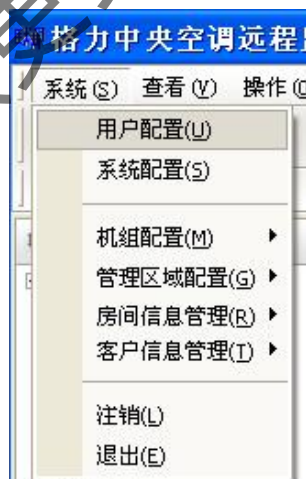 格力中央空调远程
系统(S) 查看(V) 操作(
用户配置(U)
系统配置(S)
机组配置(M)
管理区域配置(G)
房间信息管理(R)
客户信息管理(T)
注销(L)
退出(E)